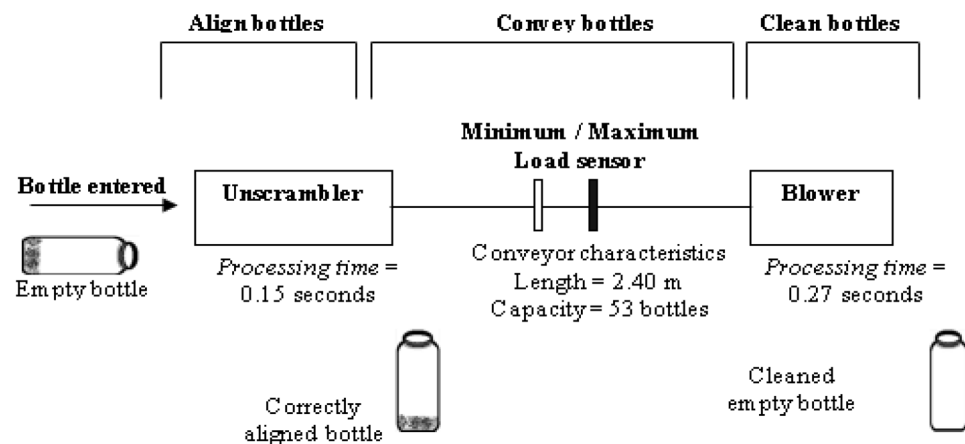 Align bottles
Convey bottles
Clean bottles
Minimum / Maximum
Load sensor
Bottle entered
Unscrambler
Blower
Empty bottle
Processing time =
0.15 seconds
Conveyor characteristics
Length = 2.40 m
Capacity = 53 bottles
Processing time =
0.27 seconds
Correctly
aligned bottle
Cleaned
empty bottle